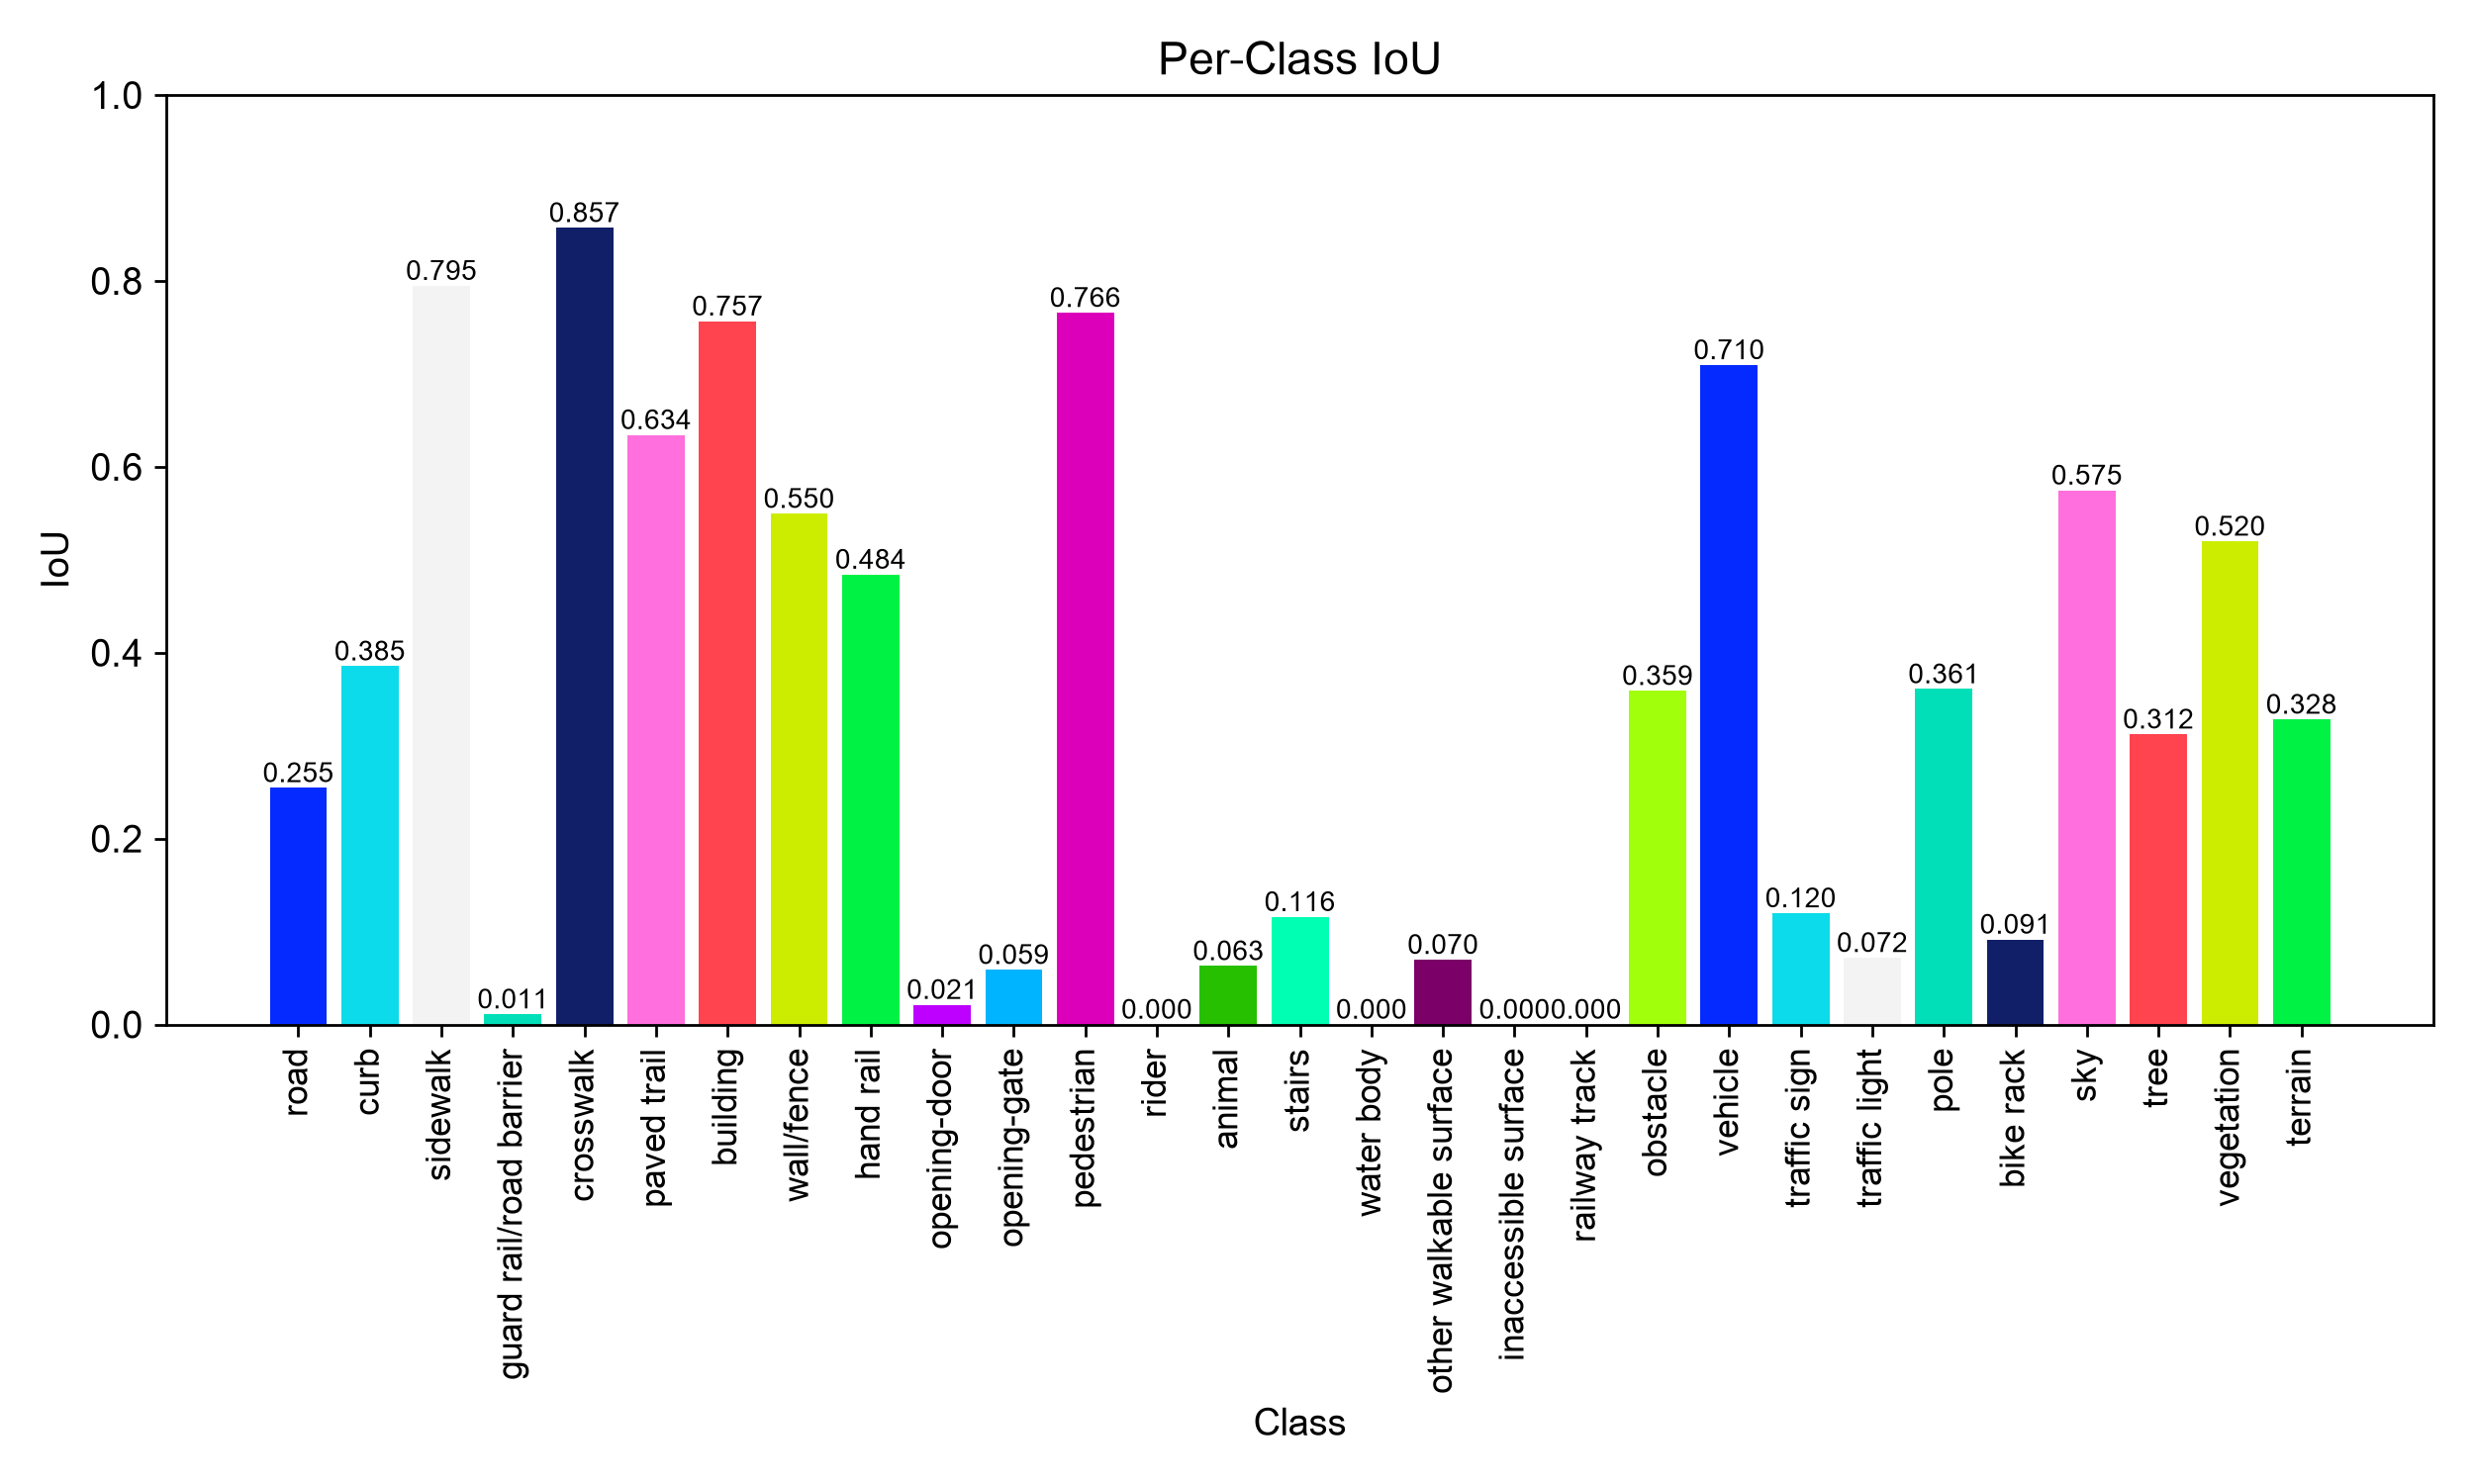 Per-Class IoU
1.0
0.8
0.6
0.4
0.2
0.0
IoU
0.255
0.385
0.795
0.011
0.857
0.634
0.757
0.550
0.484
0.021
0.059
0.766
0.000
0.063
0.116
0.000
0.070
0.000
0.000
0.359
0.710
0.120
0.072
0.361
0.091
0.575
0.312
0.520
0.328
road
curb
sidewalk
guard rail/road barrier
crosswalk
paved trail
building
wall/fence
hand rail
opening-door
opening-gate
pedestrian
rider
animal
stairs
water body
other walkable surface
inaccessible surface
railway track
obstacle
vehicle
traffic sign
traffic light
pole
bike rack
sky
tree
vegetation
terrain
Class